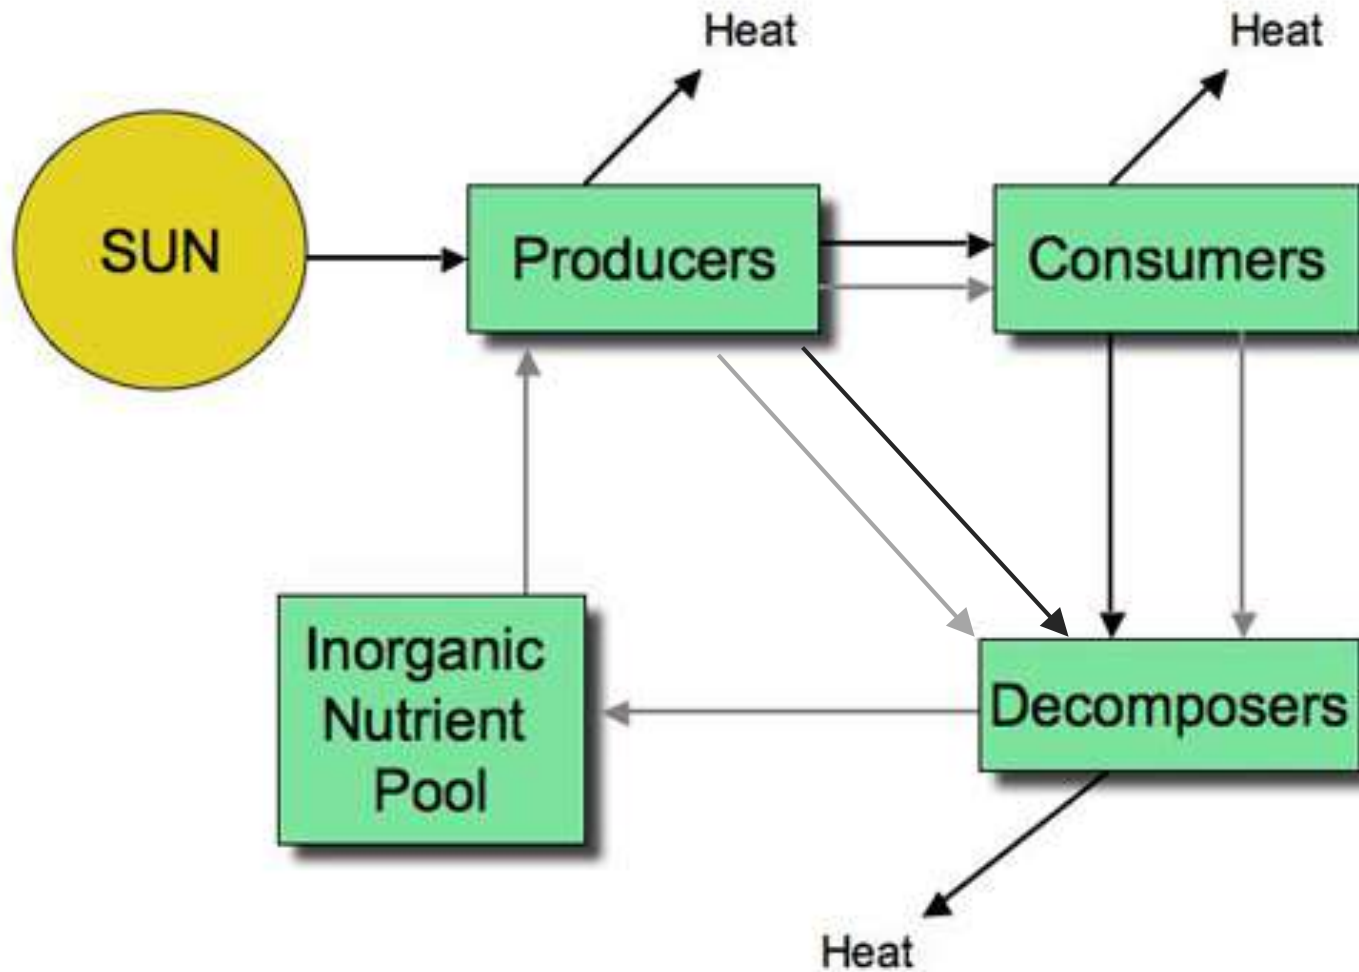 Heat
Heat
SUN
Producers
Consumers
Inorganic
Nutrient
Pool
Decomposers
Heat